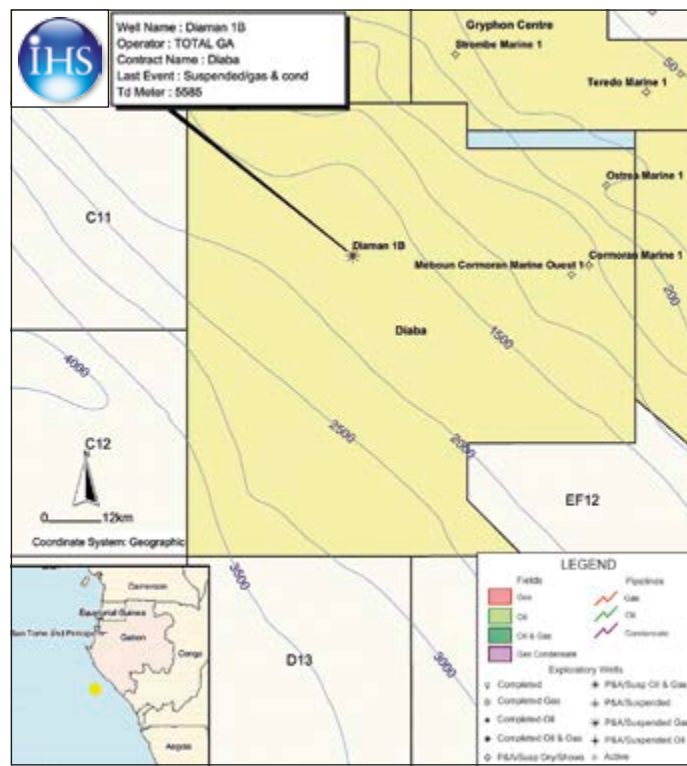 iHS
Well Name : Diaman 1B
Operator : TOTAL GA
Contract Name : Diaba
Last Event : Suspended/gas & cond
Td Meter : 5585
Gryphon Centre
Strombe Marine 1
50
Teredo Marine 1
Ostrea Marine 1
C11
Diaman 1B
Cormoran Marine 1
Meboun Cormoran Marine Ouest 1
200
Diaba
1500
4000
2500
2000
C12
N
EF12
0 12km
Coordinate System: Geographic
3500
3000
D13
Cameroon
Equatorial Guinea
Sao Tome and Principe
Gabon
Congo
Angola
LEGEND
Fields
Pipelines
Gas
Gas
Oil
Oil
Oil & Gas
Condensate
Gas Condensate
Exploratory Wells
Completed
P&A/Susp Oil & Gas
Completed Gas
P&A/Suspended
Completed Oil
P&A/Suspended Gas
Completed Oil & Gas
P&A/Suspended Oil
P&A/Susp Dry/Shows
Active